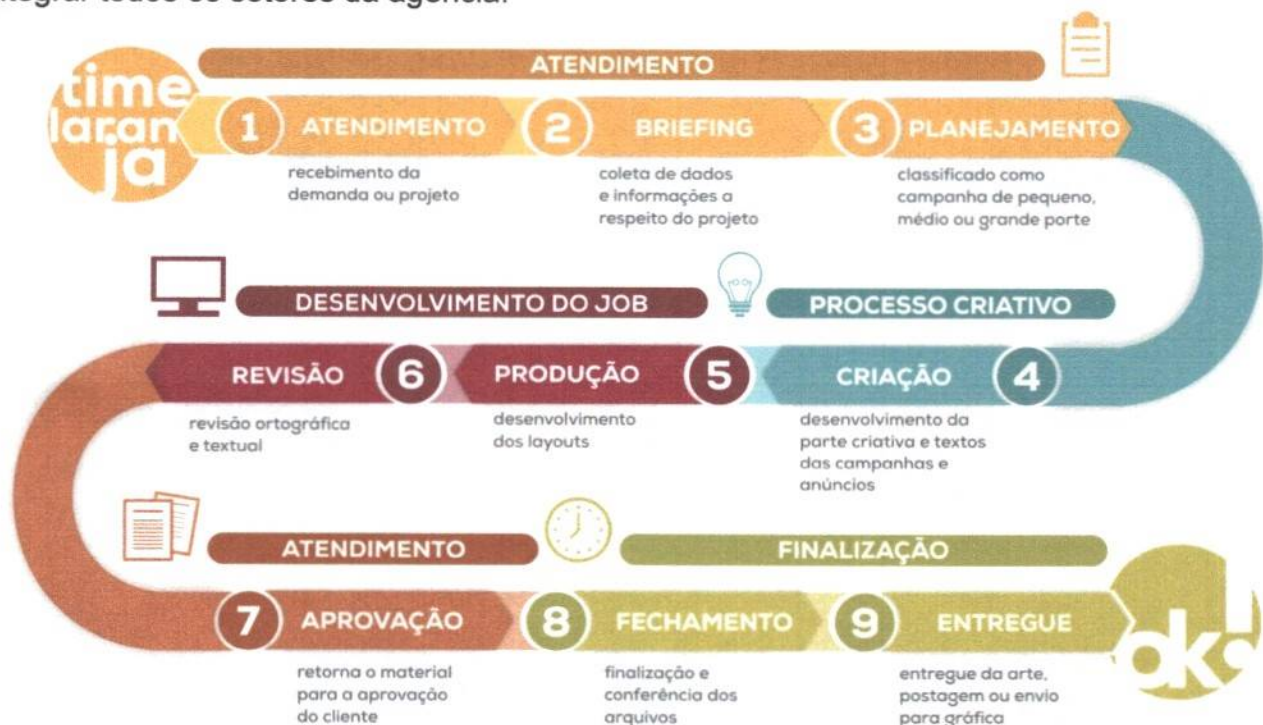 integrar todos os setores da agência.
time
laran
ja
ATENDIMENTO
1 ATENDIMENTO
recebimento da
demanda ou projeto
2 BRIEFING
coleta de dados
e informações a
respeito do projeto
3 PLANEJAMENTO
classificado como
campanha de pequeno,
médio ou grande porte
PROCESSO CRIATIVO
CRIAÇÃO 4
desenvolvimento da
parte criativa e textos
das campanhas e
anúncios
DESENVOLVIMENTO DO JOB
PRODUÇÃO 5
desenvolvimento
dos layouts
REVISÃO 6
revisão ortográfica
e textual
ATENDIMENTO
7 APROVAÇÃO
retorna o material
para a aprovação
do cliente
FINALIZAÇÃO
8 FECHAMENTO
finalização e
conferência dos
arquivos
9 ENTREGUE
entregue da arte,
postagem ou envio
para gráfica
ok!